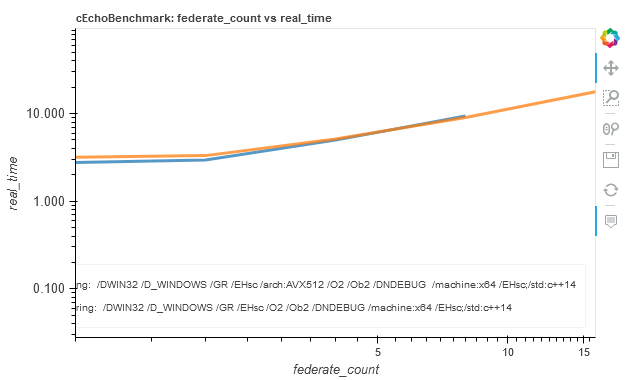 cEchoBenchmark: federate_count vs real_time
10.000
1.000
0.100
real_time
ng: /DWIN32 /D_WINDOWS /GR /EHsc /arch:AVX512 /O2 /Ob2 /DNDEBUG /machine:x64 /EHsc;/std:c++14
ring: /DWIN32 /D_WINDOWS /GR /EHsc /O2 /Ob2 /DNDEBUG /machine:x64 /EHsc;/std:c++14
5 10 15
federate_count